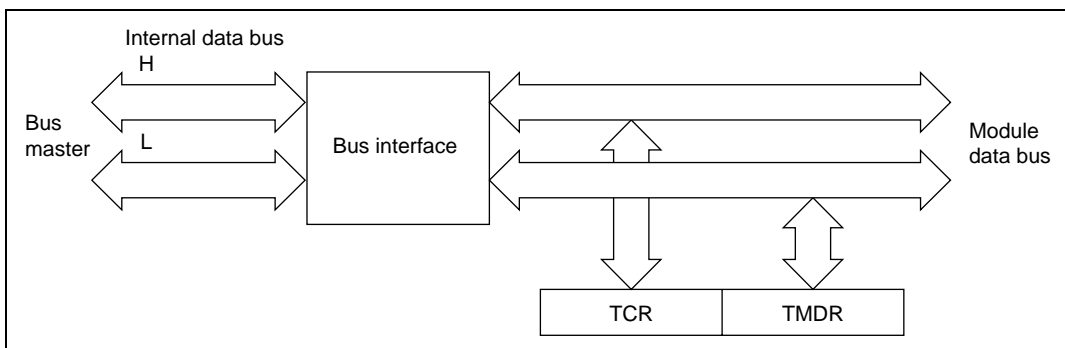 Internal data bus
H
Bus
master
L
Bus interface
Module
data bus
TCR
TMDR